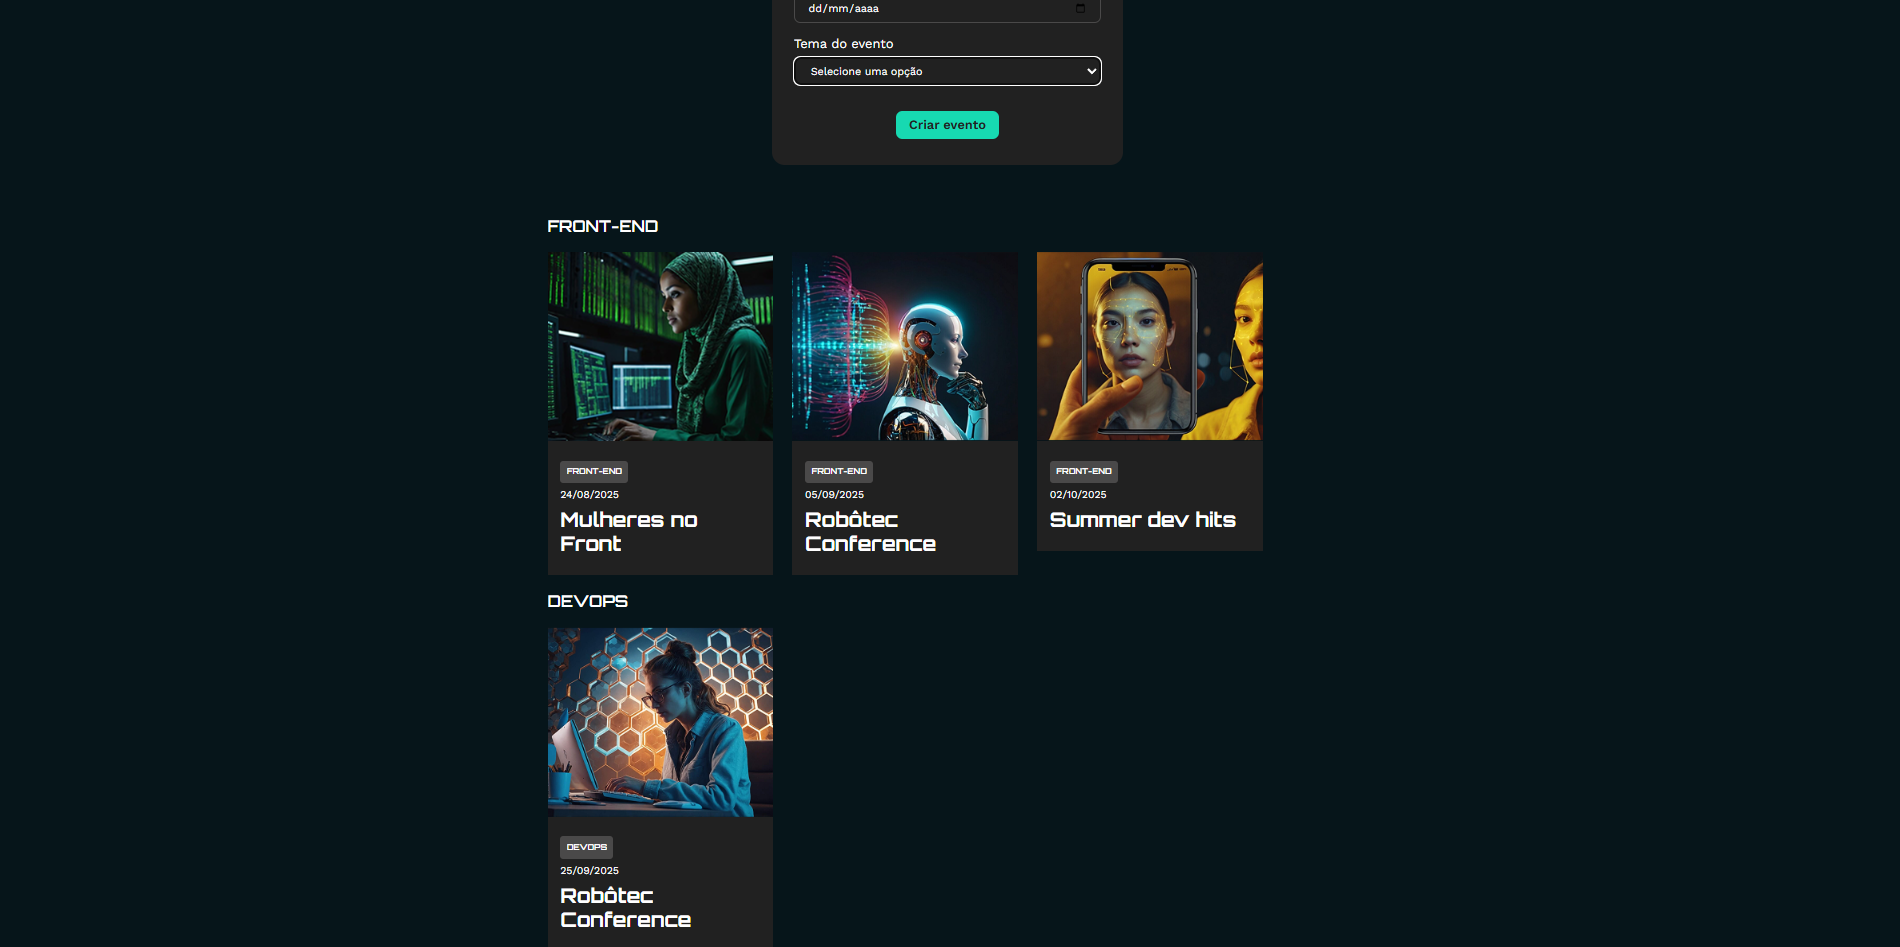 dd/mm/aaaa
Tema do evento
Selecione uma opção
Criar evento
FRONT-END
FRONT-END
24/08/2025
Mulheres no
Front
FRONT-END
05/09/2025
Robôtec
Conference
FRONT-END
02/10/2025
Summer dev hits
DEVOPS
DEVOPS
25/09/2025
Robôtec
Conference